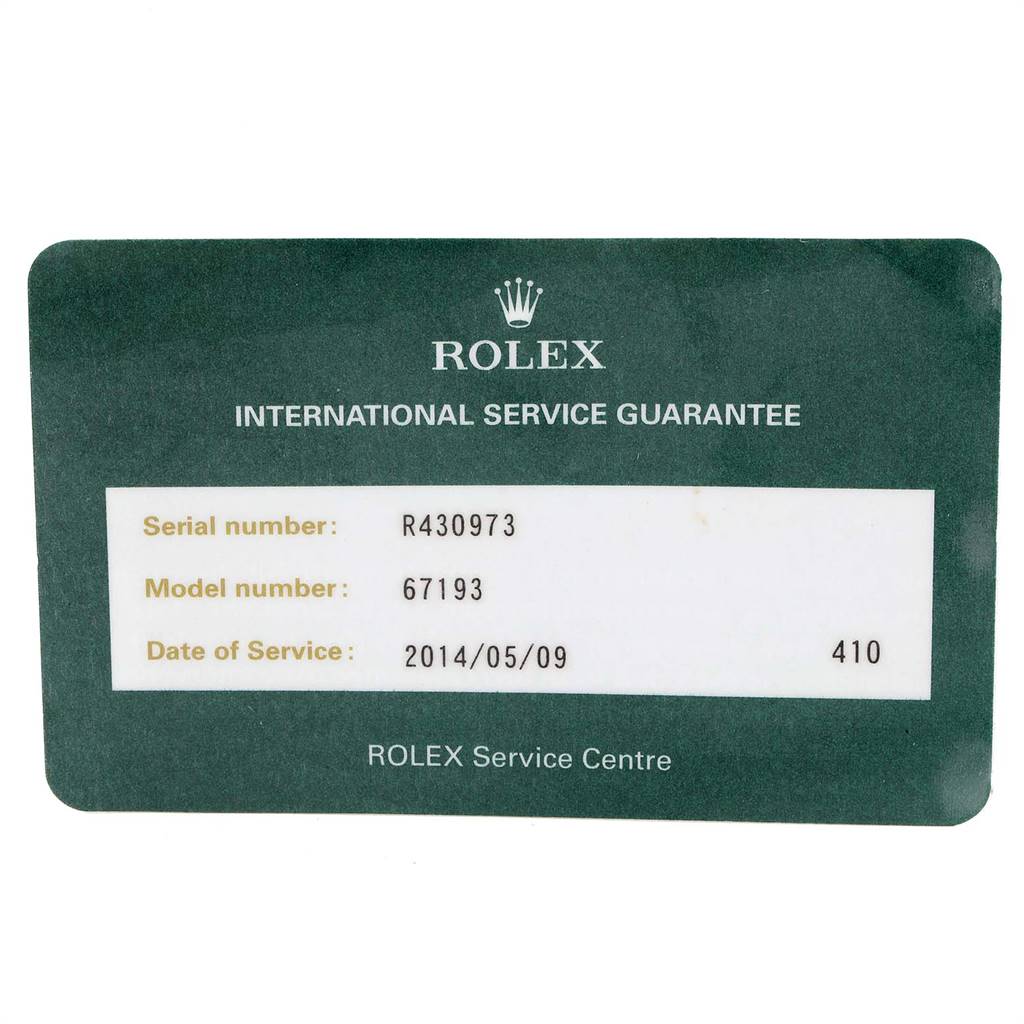 ROLEX
INTERNATIONAL SERVICE GUARANTEE
Serial number: R430973
Model number: 67193
Date of Service: 2014/05/09 410
ROLEX Service Centre